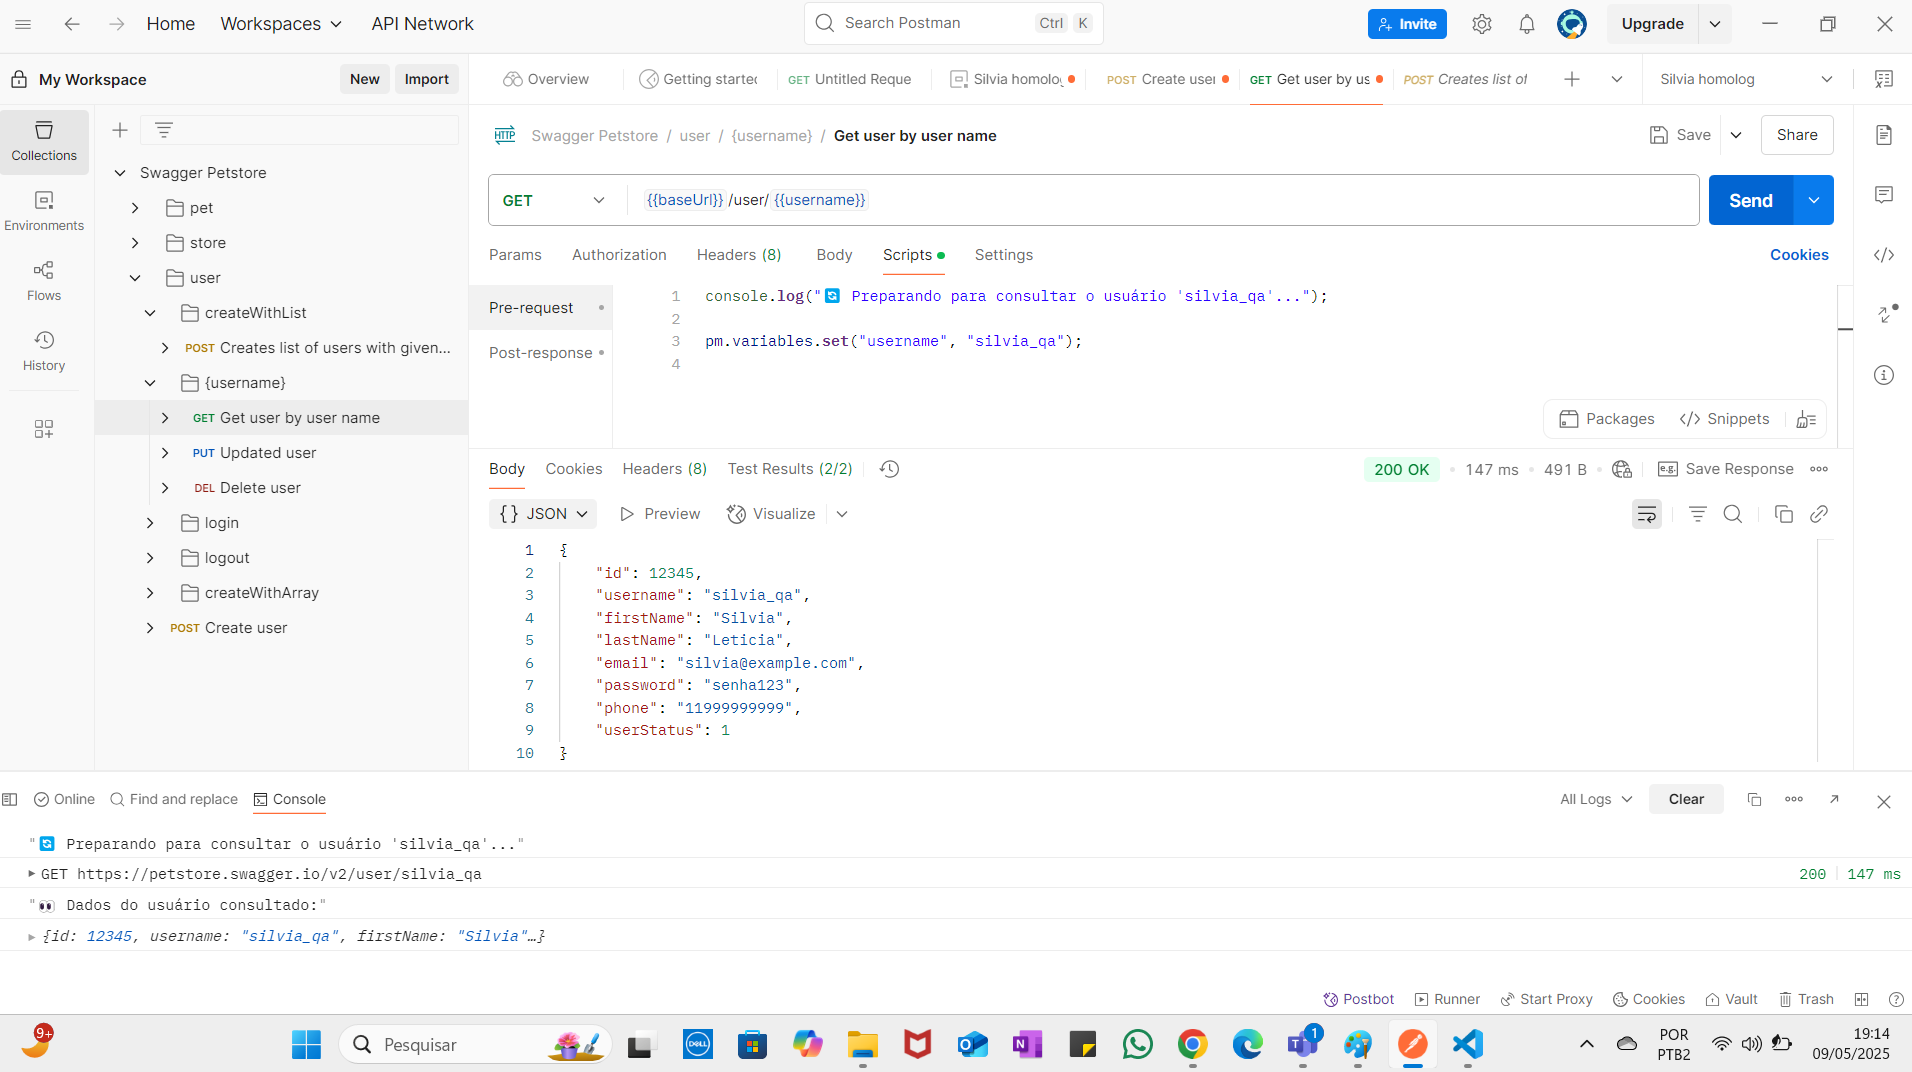 Home
Workspaces
API Network
Search Postman
Ctrl K
Invite
Upgrade
My Workspace
New
Import
Overview
Getting started
GET Untitled Reque
Silvia homolog
POST Create user
GET Get user by us
POST Creates list of
Silvia homolog
Collections
Environments
Flows
History
Swagger Petstore
pet
store
user
createWithList
POST Creates list of users with given...
{username}
GET Get user by user name
PUT Updated user
DEL Delete user
login
logout
createWithArray
POST Create user
HTTP
Swagger Petstore / user / {username} / Get user by user name
Save
Share
GET
{{baseUrl}} /user/ {{username}}
Send
Params
Authorization
Headers (8)
Body
Scripts
Settings
Cookies
Pre-request
Post-response
1 console.log("🔄 Preparando para consultar o usuário 'silvia_qa'...");
2
3 pm.variables.set("username", "silvia_qa");
4
Packages
Snippets
Body
Cookies
Headers (8)
Test Results (2/2)
200 OK
147 ms
491 B
e.g.
Save Response
{} JSON
Preview
Visualize
1 {
2 "id": 12345,
3 "username": "silvia_qa",
4 "firstName": "Silvia",
5 "lastName": "Leticia",
6 "email": "silvia@example.com",
7 "password": "senha123",
8 "phone": "11999999999",
9 "userStatus": 1
10 }
Online
Find and replace
Console
All Logs
Clear
"🔄 Preparando para consultar o usuário 'silvia_qa'..."
GET https://petstore.swagger.io/v2/user/silvia_qa
200
147 ms
"👀 Dados do usuário consultado:"
{id: 12345, username: "silvia_qa", firstName: "Silvia"…}
Postbot
Runner
Start Proxy
Cookies
Vault
Trash
9+
Pesquisar
DELL
1
POR
PTB2
19:14
09/05/2025